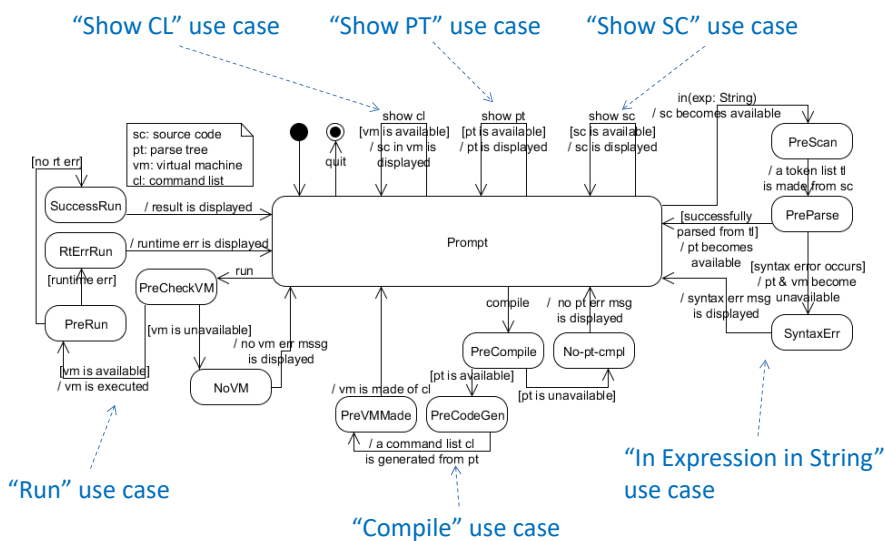 “Show CL” use case
“Show PT” use case
“Show SC” use case
sc: source code
pt: parse tree
vm: virtual machine
cl: command list
quit
show cl
[vm is available]
/ sc in vm is
displayed
show pt
[pt is available]
/ pt is displayed
show sc
[sc is available]
/ sc is displayed
in(exp: String)
/ sc becomes available
PreScan
/ a token list tl
is made from sc
PreParse
[successfully
parsed from tl]
/ pt becomes
available
[syntax error occurs]
/ pt & vm become
unavailable
/ syntax err msg
is displayed
SyntaxErr
[no rt err]
SuccessRun
/ result is displayed
RtErrRun
/ runtime err is displayed
[runtime err]
Prompt
run
PreCheckVM
PreRun
[vm is unavailable]
[vm is available]
/ vm is executed
NoVM
/ no vm err mssg
is displayed
compile
/ no pt err msg
is displayed
PreCompile
No-pt-cmpl
[pt is available]
[pt is unavailable]
/ vm is made of cl
PreVMMade
PreCodeGen
/ a command list cl
is generated from pt
“Run” use case
“Compile” use case
“In Expression in String”
use case